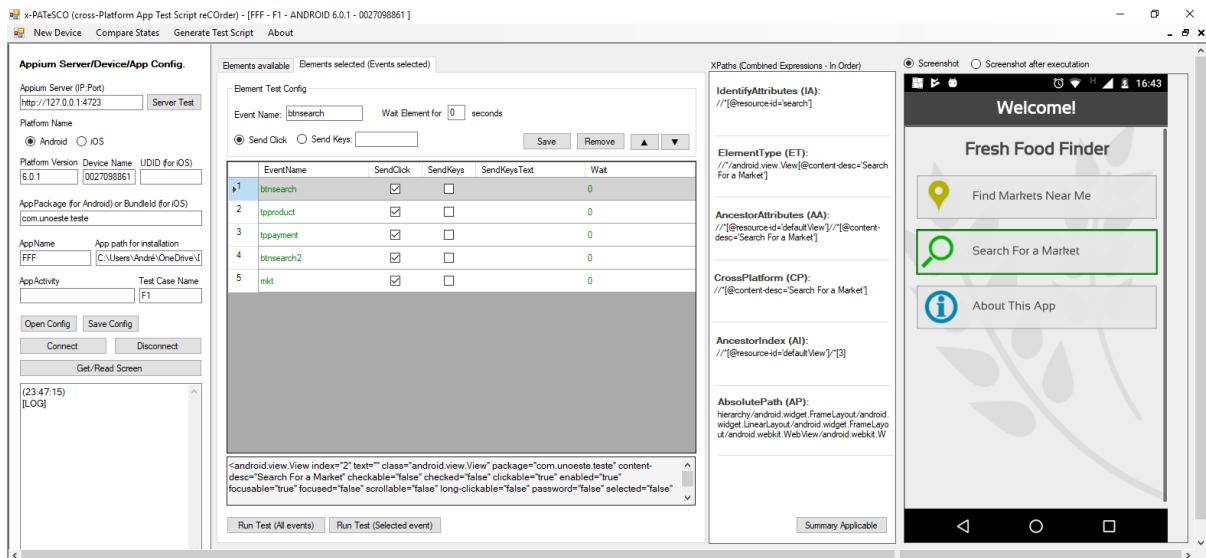 x-PATeSCO (cross-Platform App Test Script reCOrder) - [FFF - F1 - ANDROID 6.0.1 - 0027098861 ]
New Device Compare States Generate Test Script About
Appium Server/Device/App Config.
Appium Server (IP:Port)
http://127.0.0.1:4723 Server Test
Platform Name
Android iOS
Platform Version Device Name UDID (for iOS)
6.0.1 0027098861
AppPackage (for Android) or BundleId (for iOS)
com.unoeste.teste
AppName App path for installation
FFF C:\Users\André\OneDrive\
AppActivity Test Case Name
F1
Open Config Save Config
Connect Disconnect
Get/Read Screen
(23:47:15)
[LOG]
Elements available Elements selected (Events selected)
Element Test Config
Event Name: btnsearch Wait Element for 0 seconds
Send Click Send Keys: Save Remove ▲ ▼
EventName SendClick SendKeys SendKeysText Wait
1 btnsearch 0
2 tpproduct 0
3 tppayment 0
4 btnsearch2 0
5 mkt 0
<android.view.View index="2" text="" class="android.view.View" package="com.unoeste.teste" content-
desc="Search For a Market" checkable="false" checked="false" clickable="true" enabled="true"
focusable="true" focused="false" scrollable="false" long-clickable="false" password="false" selected="false"
Run Test (All events) Run Test (Selected event)
XPaths (Combined Expressions - In Order)
IdentifyAttributes (IA):
//*[@resource-id='search']
ElementType (ET):
//*/android.view.View[@content-desc='Search
For a Market']
AncestorAttributes (AA):
//*[@resource-id='defaultView']//*[@content-
desc='Search For a Market']
CrossPlatform (CP):
//*[@content-desc='Search For a Market']
AncestorIndex (AI):
//*[@resource-id='defaultView']/*[3]
AbsolutePath (AP):
hierarchy/android.widget.FrameLayout/android.
widget.LinearLayout/android.widget.FrameLayo
ut/android.webkit.WebView/android.webkit.W
Summary Applicable
Screenshot Screenshot after executation
H 16:43
Welcome!
Fresh Food Finder
Find Markets Near Me
Search For a Market
About This App